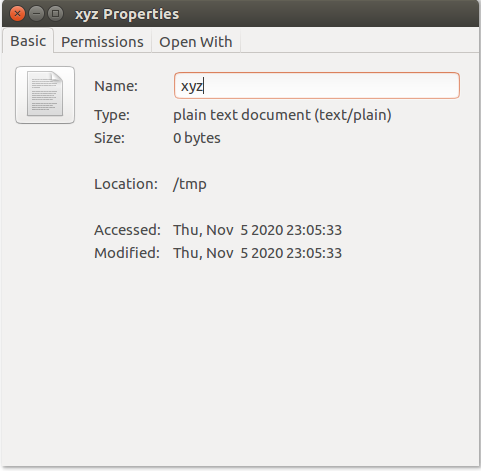 xyz Properties
Basic Permissions Open With
Name: xyz
Type: plain text document (text/plain)
Size: 0 bytes
Location: /tmp
Accessed: Thu, Nov  5 2020 23:05:33
Modified: Thu, Nov  5 2020 23:05:33